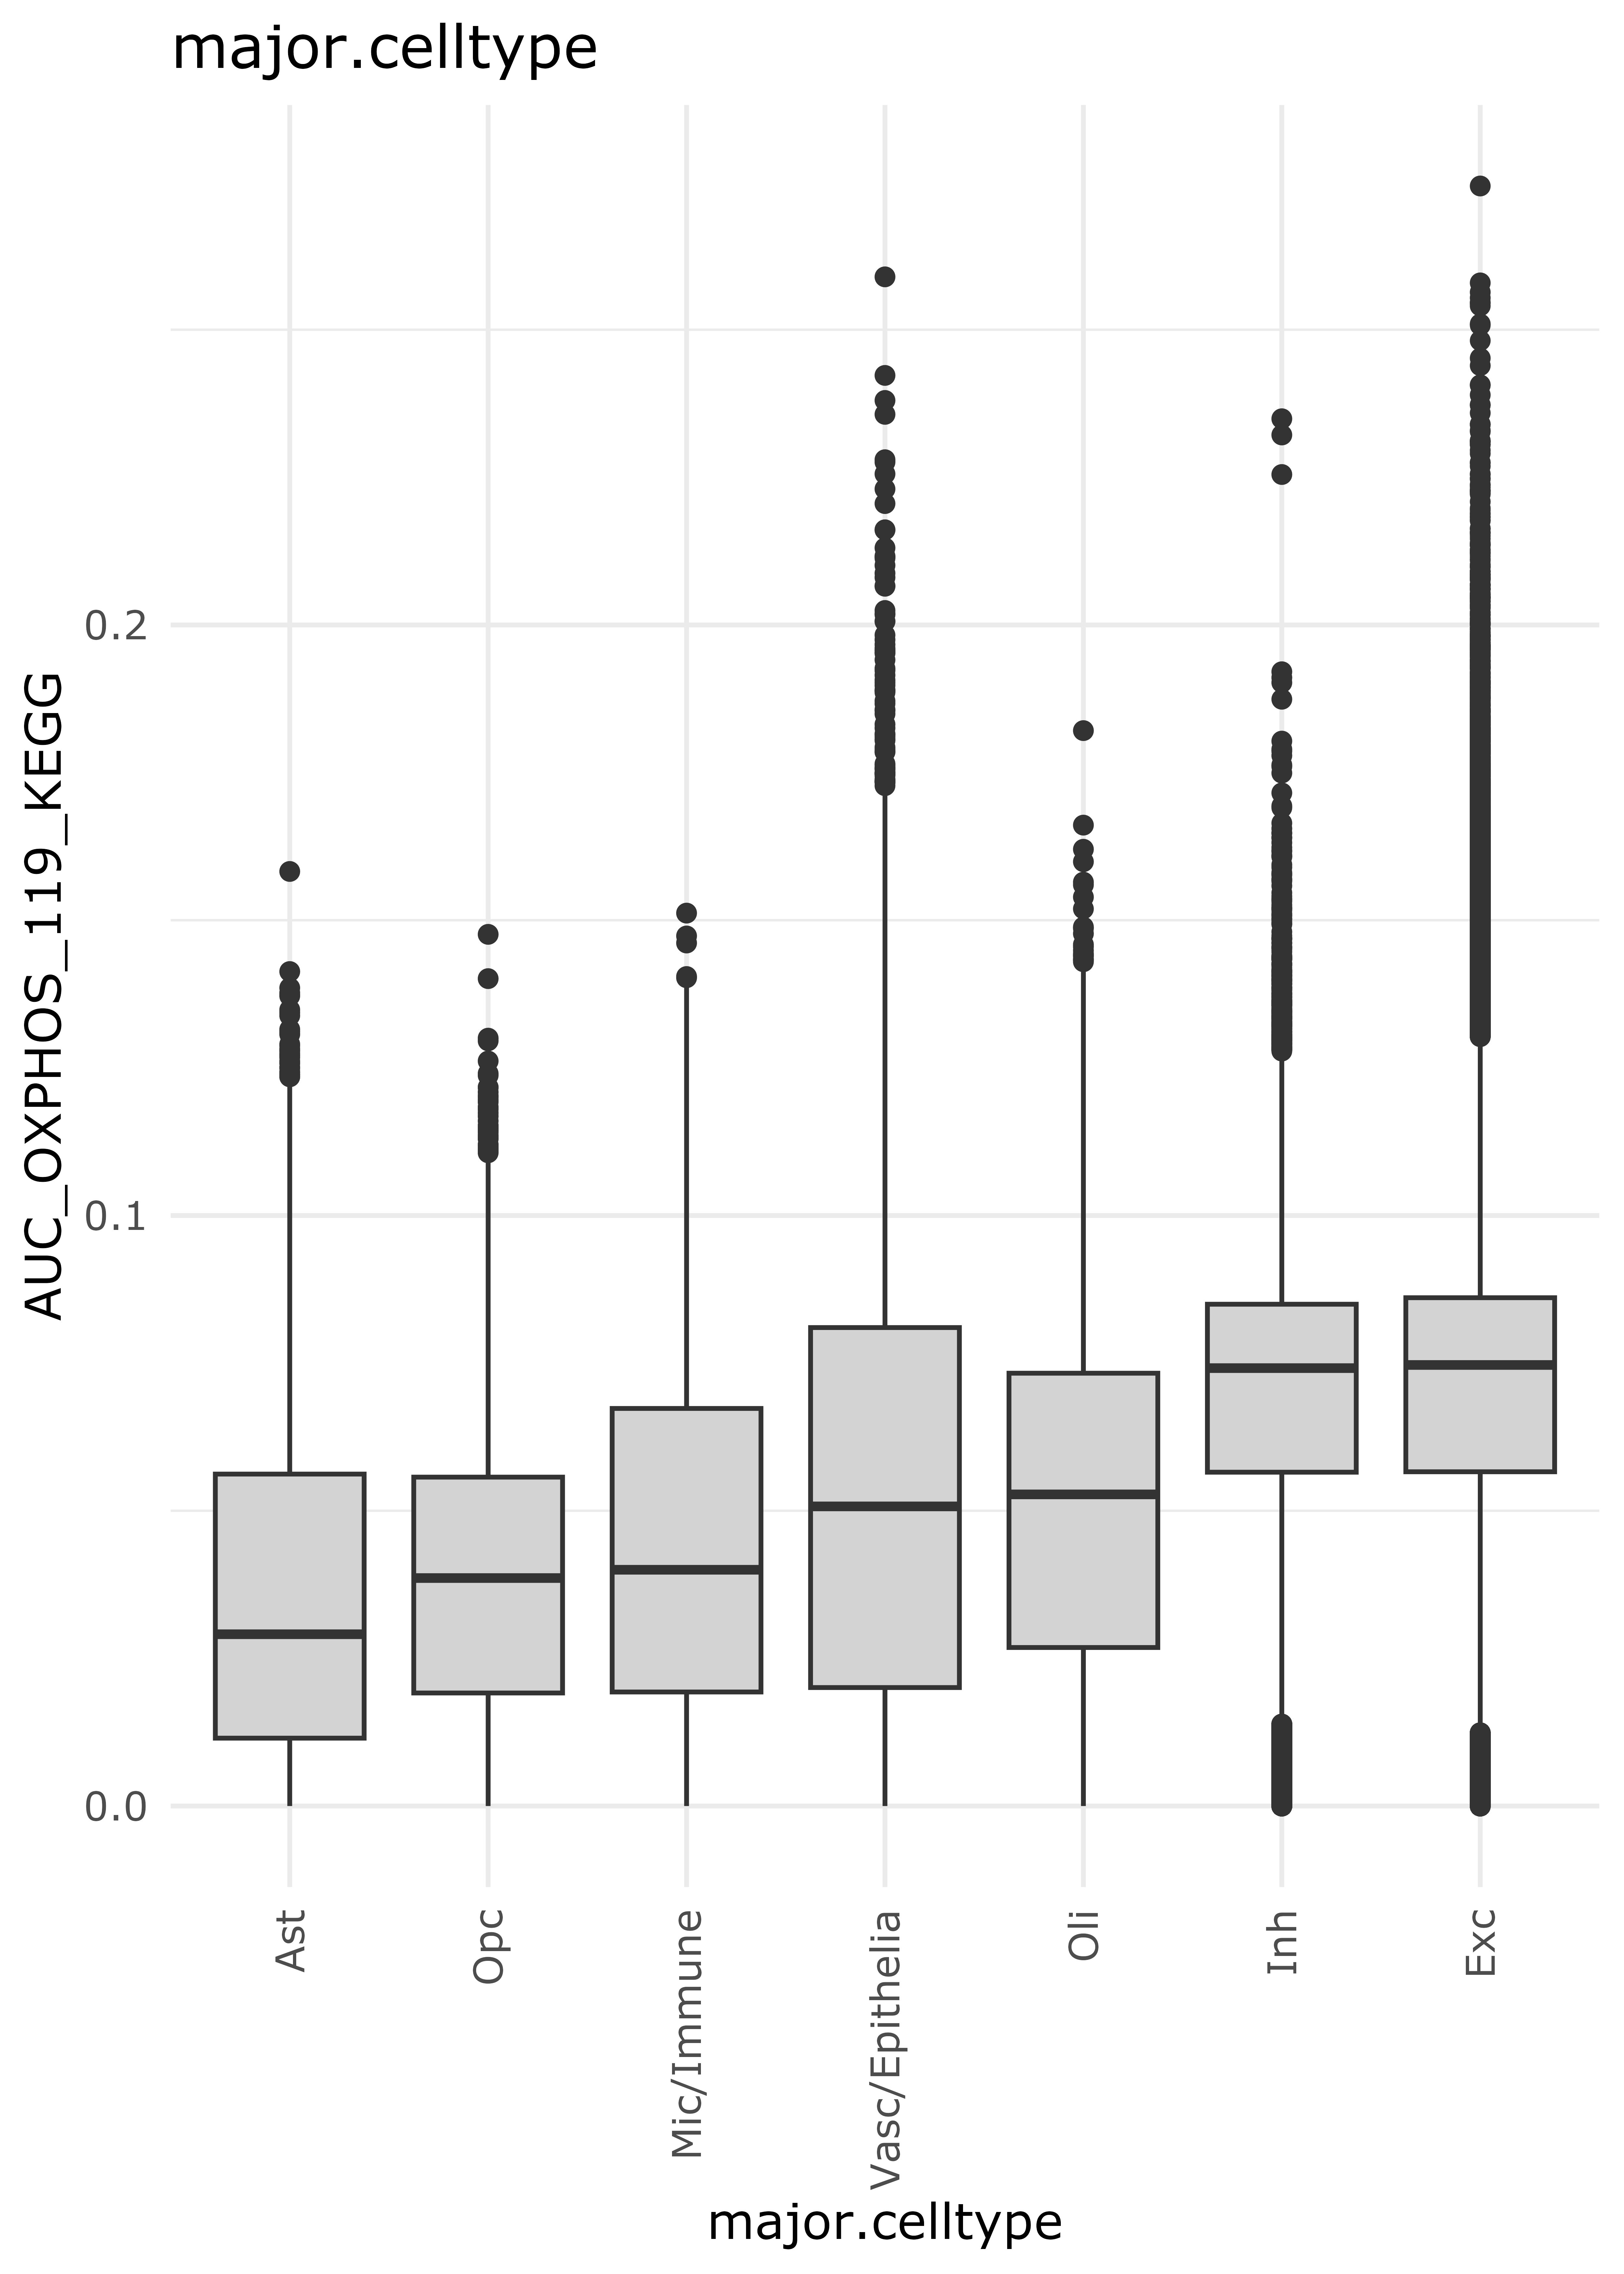 major.celltype
AUC_OXPHOS_119_KEGG
0.2
0.1
0.0
Ast
Opc
Mic/Immune
Vasc/Epithelia
Oli
Inh
Exc
major.celltype